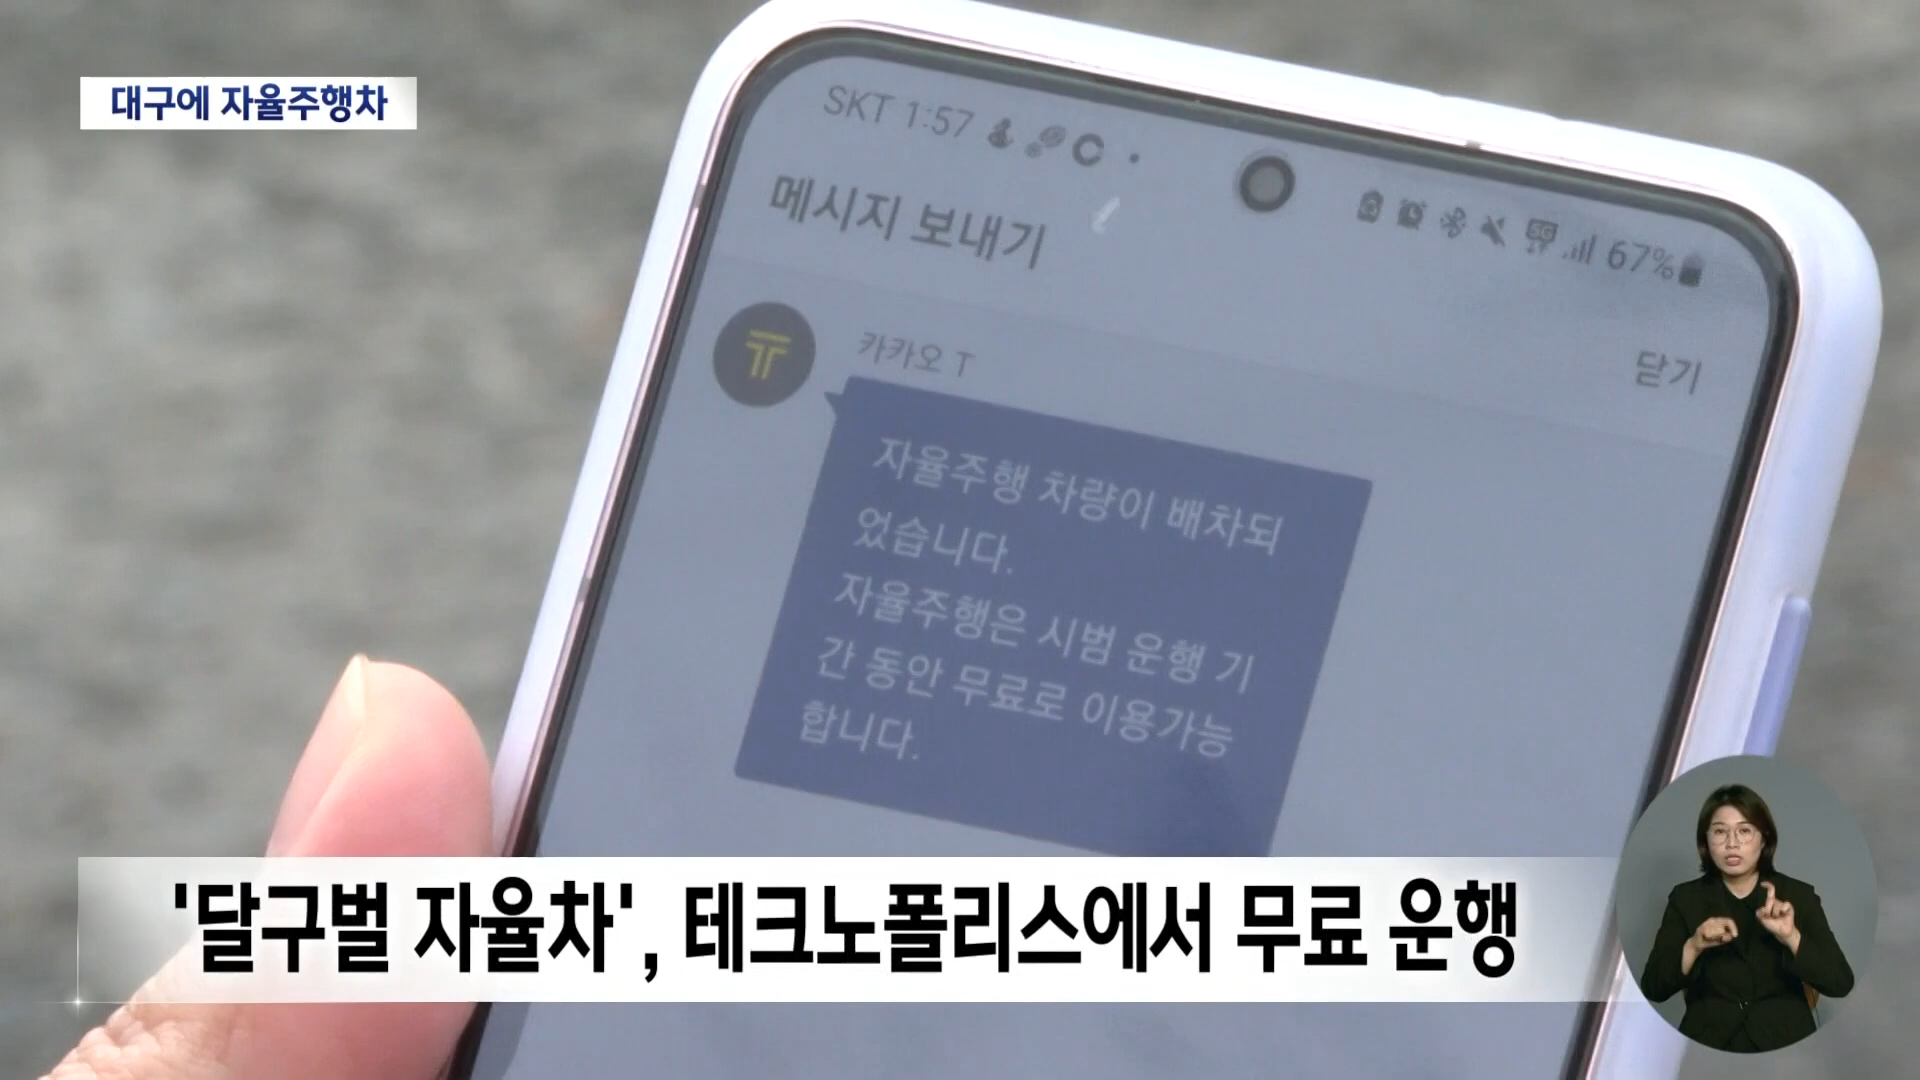 대구에 자율주행차
SKT 1:57
5G
67%
메시지 보내기
닫기
카카오 T
자율주행 차량이 배차되
었습니다.
자율주행은 시범 운행 기
간 동안 무료로 이용가능
합니다.
'달구벌 자율차', 테크노폴리스에서 무료 운행